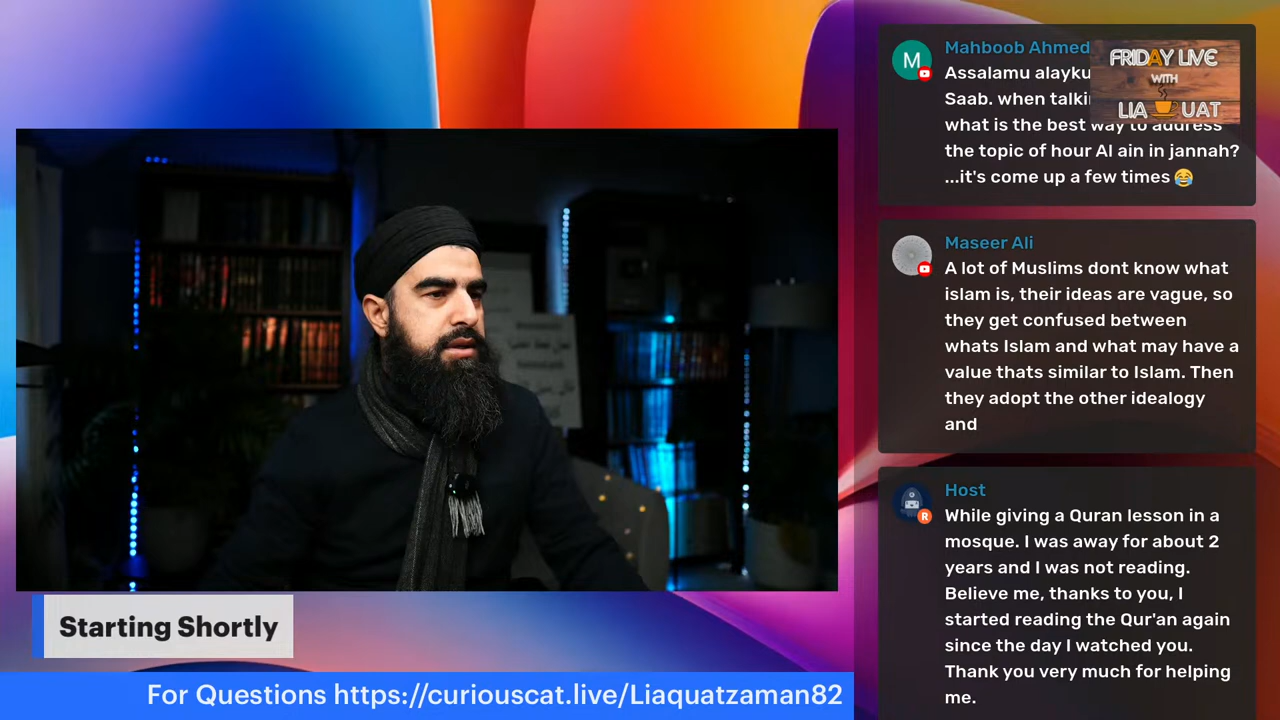 Mahboob Ahmed
Assalamu
Saab. when
what is the best way to address
the topic of hour Al ain in jannah?
...it's come up a few times 😂
FRIDAY LIVE
WITH
LIAQUAT
Maseer Ali
A lot of Muslims dont know what
islam is, their ideas are vague, so
they get confused between
whats Islam and what may have a
value thats similar to Islam. Then
they adopt the other idealogy
and
Host
While giving a Quran lesson in a
mosque. I was away for about 2
years and I was not reading.
Believe me, thanks to you, I
started reading the Qur'an again
since the day I watched you.
Thank you very much for helping
me.
Starting Shortly
For Questions https://curiouscat.live/Liaquatzaman82